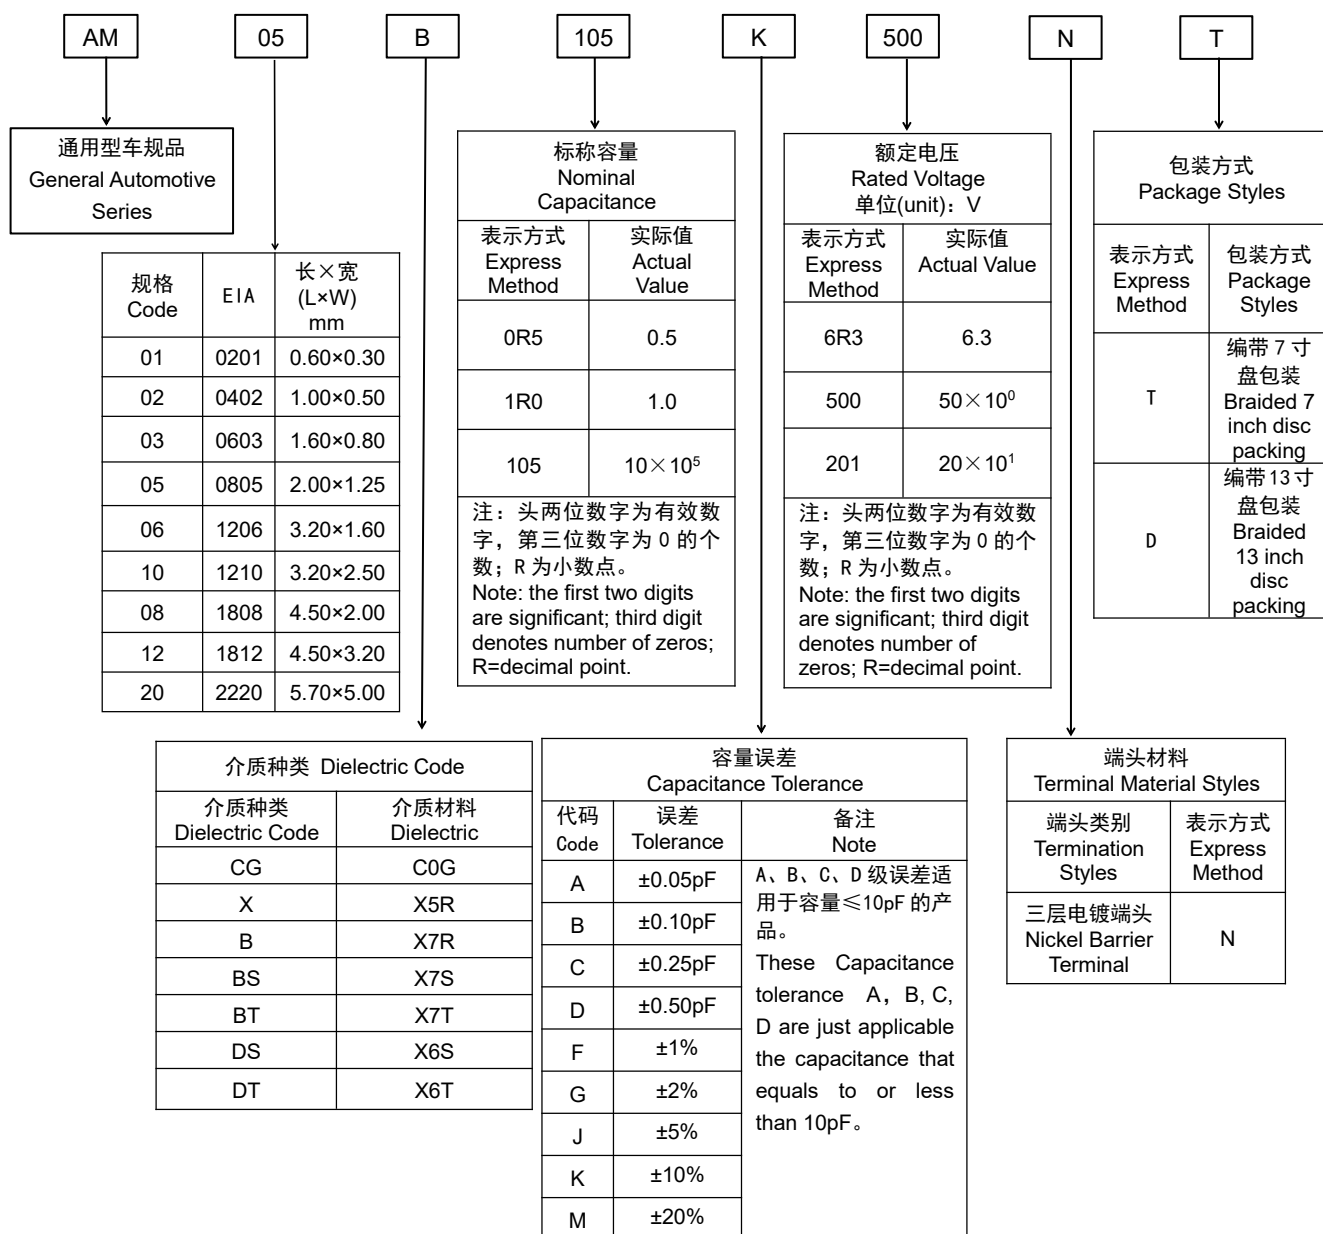 AM 05 B 105 K 500 N T
通用型车规品
General Automotive
Series
规格
Code
EIA
长×宽
(L×W)
mm
01 0201 0.60×0.30
02 0402 1.00×0.50
03 0603 1.60×0.80
05 0805 2.00×1.25
06 1206 3.20×1.60
10 1210 3.20×2.50
08 1808 4.50×2.00
12 1812 4.50×3.20
20 2220 5.70×5.00
标称容量
Nominal
Capacitance
表示方式
Express
Method
实际值
Actual
Value
0R5 0.5
1R0 1.0
105 10×10⁵
注：头两位数字为有效数
字，第三位数字为 0 的个
数；R 为小数点。
Note: the first two digits
are significant; third digit
denotes number of zeros;
R=decimal point.
额定电压
Rated Voltage
单位(unit)：V
表示方式
Express
Method
实际值
Actual Value
6R3 6.3
500 50×10⁰
201 20×10¹
注：头两位数字为有效数
字，第三位数字为 0 的个
数；R 为小数点。
Note: the first two digits
are significant; third digit
denotes number of
zeros; R=decimal point.
包装方式
Package Styles
表示方式
Express
Method
包装方式
Package
Styles
T
编带 7 寸
盘包装
Braided 7
inch disc
packing
D
编带 13 寸
盘包装
Braided
13 inch
disc
packing
介质种类 Dielectric Code
介质种类
Dielectric Code
介质材料
Dielectric
CG C0G
X X5R
B X7R
BS X7S
BT X7T
DS X6S
DT X6T
容量误差
Capacitance Tolerance
代码
Code
误差
Tolerance
备注
Note
A ±0.05pF
B ±0.10pF
C ±0.25pF
D ±0.50pF
F ±1%
G ±2%
J ±5%
K ±10%
M ±20%
A、B、C、D 级误差适
用于容量≤10pF 的产
品。
These Capacitance
tolerance A，B, C,
D are just applicable
the capacitance that
equals to or less
than 10pF。
端头材料
Terminal Material Styles
端头类别
Termination
Styles
表示方式
Express
Method
三层电镀端头
Nickel Barrier
Terminal
N